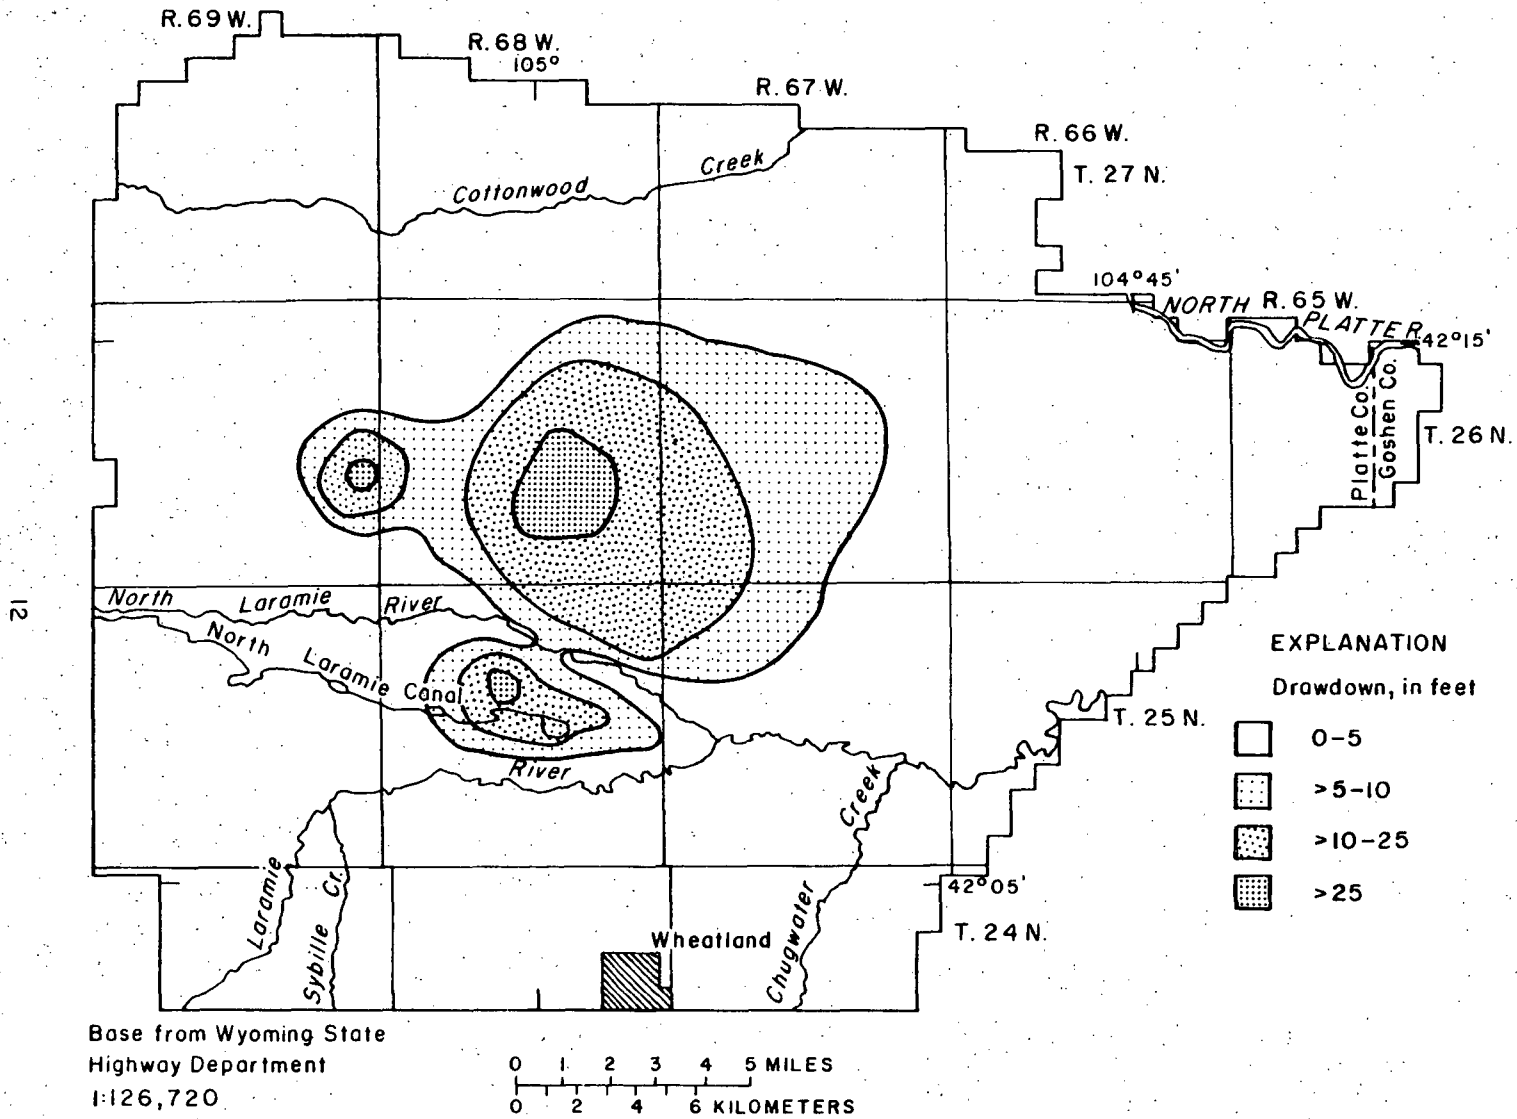 R. 69 W.
R. 68 W.
105°
R. 67 W.
R. 66 W.
T. 27 N.
Cottonwood Creek
104°45'
NORTH PLATTE R.
R. 65 W.
42°15'
Platte Co.
Goshen Co.
T. 26 N.
North Laramie River
North Laramie Canal
River
T. 25 N.
EXPLANATION
Drawdown, in feet
0-5
>5-10
>10-25
>25
Laramie
Sybille Cr.
Creek
Chugwater
42°05'
T. 24 N.
Wheatland
Base from Wyoming State
Highway Department
1:126,720
0 1 2 3 4 5 MILES
0 2 4 6 KILOMETERS
12